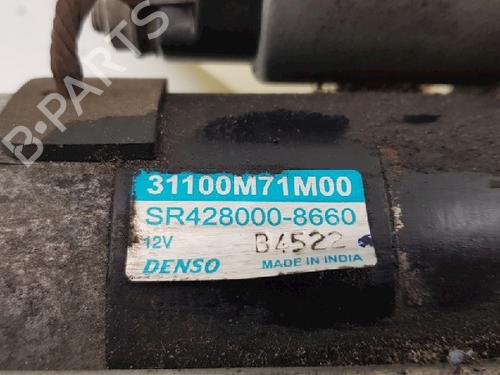 31100M71M00
SR428000-8660
12V B4522
DENSO MADE IN INDIA
B-PARTS